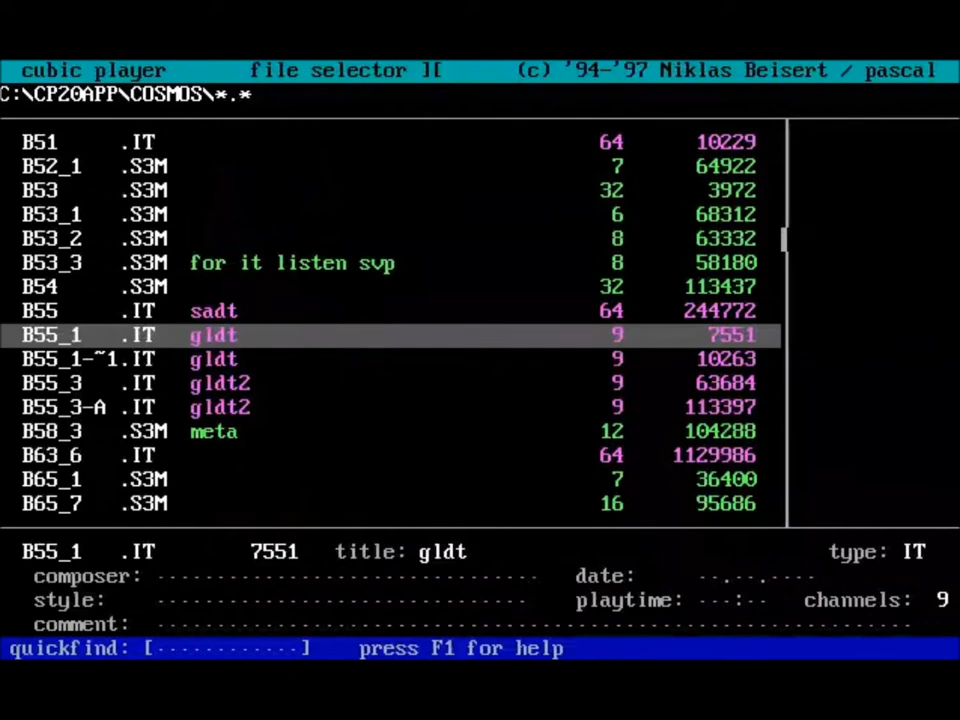 cubic player file selector ][ (c) '94-'97 Niklas Beisert / pascal
C:\CP20APP\COSMOS\*.*
B51 .IT 64 10229
B52_1 .S3M 7 64922
B53 .S3M 32 3972
B53_1 .S3M 6 68312
B53_2 .S3M 8 63332
B53_3 .S3M for it listen svp 8 58180
B54 .S3M 32 113437
B55 .IT sadt 64 244772
B55_1 .IT gldt 9 7551
B55_1-~1.IT gldt 9 10263
B55_3 .IT gldt2 9 63684
B55_3-A .IT gldt2 9 113397
B58_3 .S3M meta 12 104288
B63_6 .IT 64 1129986
B65_1 .S3M 7 36400
B65_7 .S3M 16 95686
B55_1 .IT 7551 title: gldt type: IT
composer: ································ date: ··.··.····
style: ······························· playtime: ···:·· channels: 9
comment: ·······························································
quickfind: [············] press F1 for help